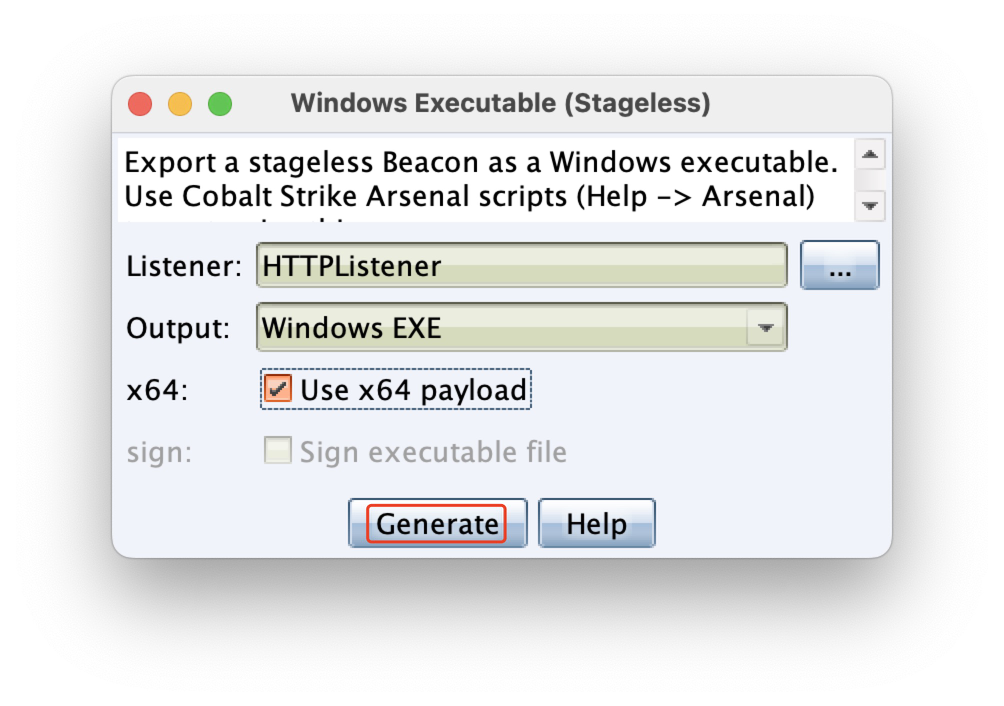 Windows Executable (Stageless)
Export a stageless Beacon as a Windows executable.
Use Cobalt Strike Arsenal scripts (Help -> Arsenal)
Listener: HTTPListener ...
Output: Windows EXE
x64: Use x64 payload
sign: Sign executable file
Generate Help